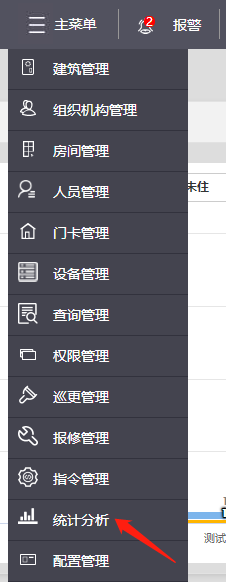 主菜单
2
报警
建筑管理
组织机构管理
房间管理
人员管理
未住
门卡管理
设备管理
查询管理
权限管理
巡更管理
报修管理
指令管理
统计分析
测试
配置管理